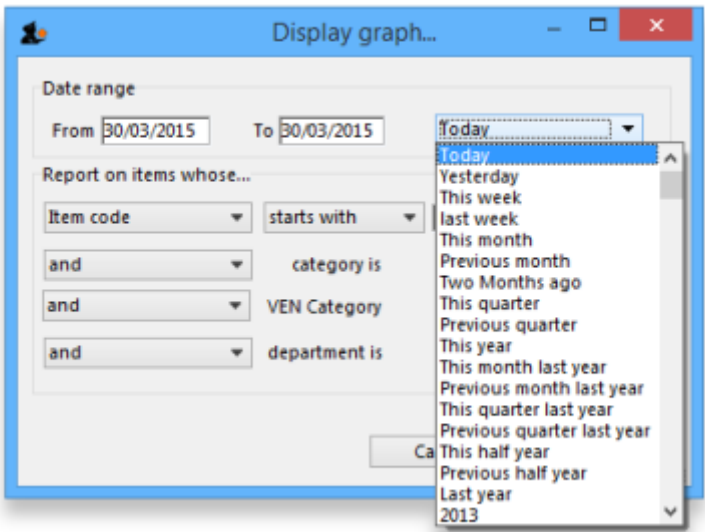 Display graph...
Date range
From 30/03/2015 To 30/03/2015 Today
Today
Yesterday
This week
last week
This month
Previous month
Two Months ago
This quarter
Previous quarter
This year
This month last year
Previous month last year
This quarter last year
Previous quarter last year
This half year
Previous half year
Last year
2013
Report on items whose...
Item code starts with
and category is
and VEN Category
and department is
Ca